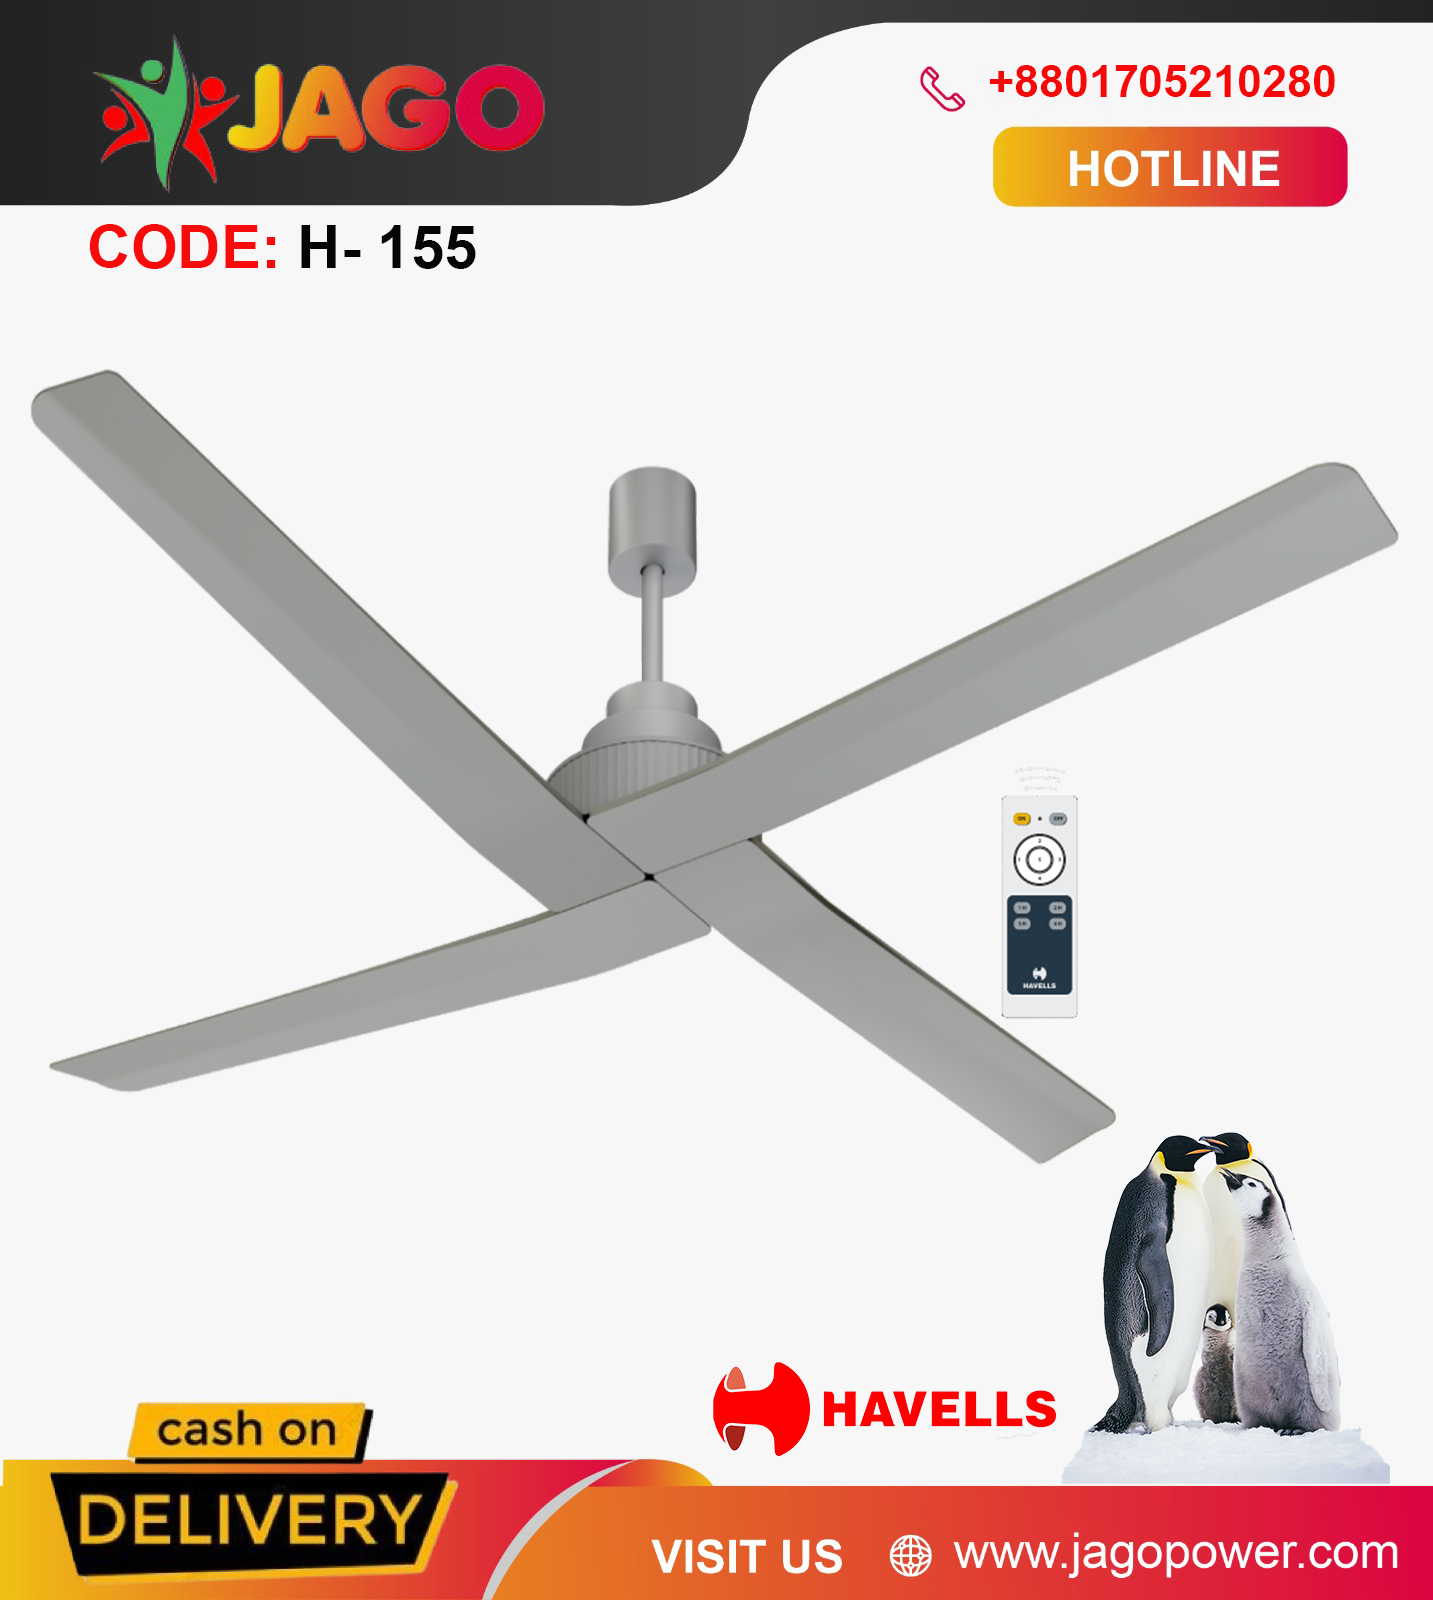 JAGO
+8801705210280
HOTLINE
CODE: H- 155
ON
OFF
HAVELLS
HAVELLS
cash on
DELIVERY
VISIT US
www.jagopower.com